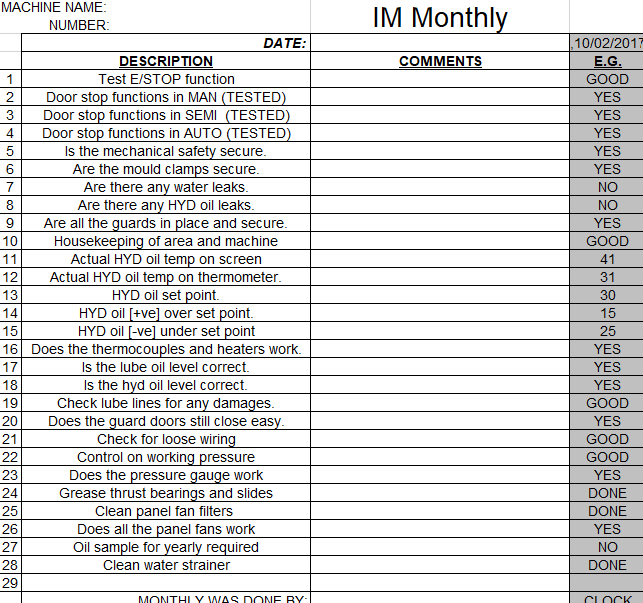 MACHINE NAME:
IM Monthly
NUMBER:
DATE: ,10/02/2017
DESCRIPTION COMMENTS E.G.
1 Test E/STOP function GOOD
2 Door stop functions in MAN (TESTED) YES
3 Door stop functions in SEMI (TESTED) YES
4 Door stop functions in AUTO (TESTED) YES
5 Is the mechanical safety secure. YES
6 Are the mould clamps secure. YES
7 Are there any water leaks. NO
8 Are there any HYD oil leaks. NO
9 Are all the guards in place and secure. YES
10 Housekeeping of area and machine GOOD
11 Actual HYD oil temp on screen 41
12 Actual HYD oil temp on thermometer. 31
13 HYD oil set point. 30
14 HYD oil [+ve] over set point. 15
15 HYD oil [-ve] under set point 25
16 Does the thermocouples and heaters work. YES
17 Is the lube oil level correct. YES
18 Is the hyd oil level correct. YES
19 Check lube lines for any damages. GOOD
20 Does the guard doors still close easy. YES
21 Check for loose wiring GOOD
22 Control on working pressure GOOD
23 Does the pressure gauge work YES
24 Grease thrust bearings and slides DONE
25 Clean panel fan filters DONE
26 Does all the panel fans work YES
27 Oil sample for yearly required NO
28 Clean water strainer DONE
29
MONTHLY WAS DONE BY: CLOCK